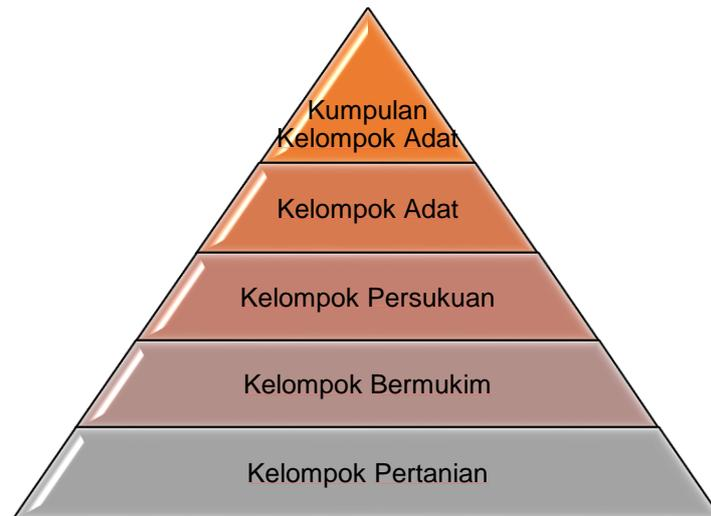 Kumpulan
Kelompok Adat
Kelompok Adat
Kelompok Persukuan
Kelompok Bermukim
Kelompok Pertanian